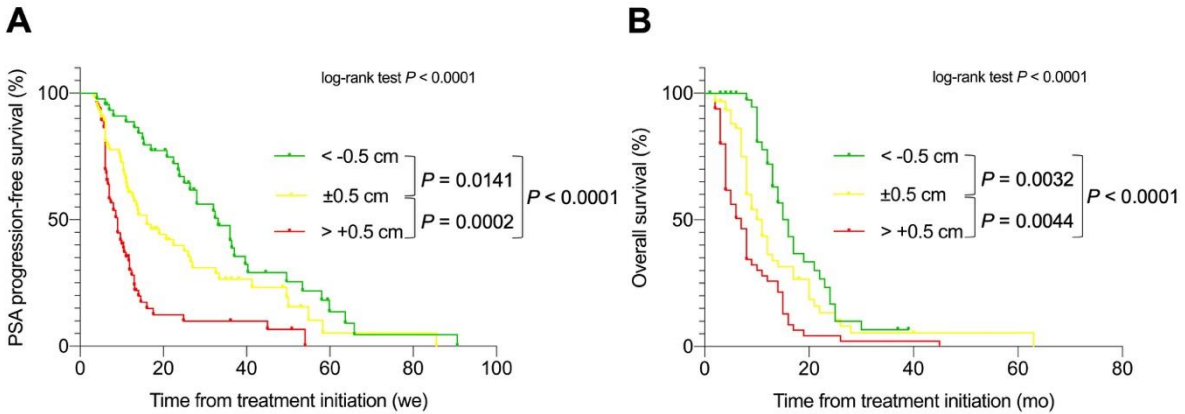 A
PSA progression-free survival (%)
log-rank test P < 0.0001
100
50
0
< -0.5 cm
±0.5 cm
> +0.5 cm
P = 0.0141
P = 0.0002
P < 0.0001
0 20 40 60 80 100
Time from treatment initiation (we)
B
Overall survival (%)
log-rank test P < 0.0001
100
50
0
< -0.5 cm
±0.5 cm
> +0.5 cm
P = 0.0032
P = 0.0044
P < 0.0001
0 20 40 60 80
Time from treatment initiation (mo)